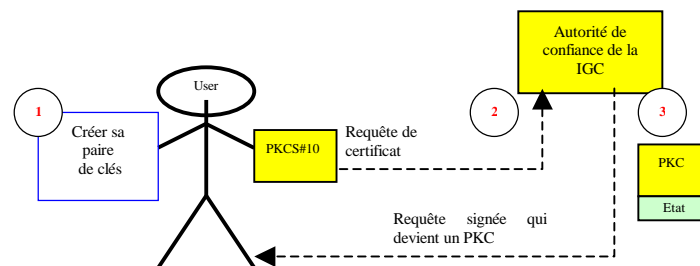 Autorité de
confiance de la
IGC
User
1
2
3
Créer sa
paire
de clés
PKCS#10
Requête de
certificat
PKC
Etat
Requête signée qui
devient un PKC